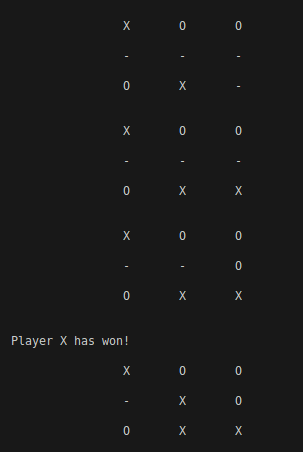 X O O
- - -
O X -
X O O
- - -
O X X
X O O
- - O
O X X
Player X has won!
X O O
- X O
O X X